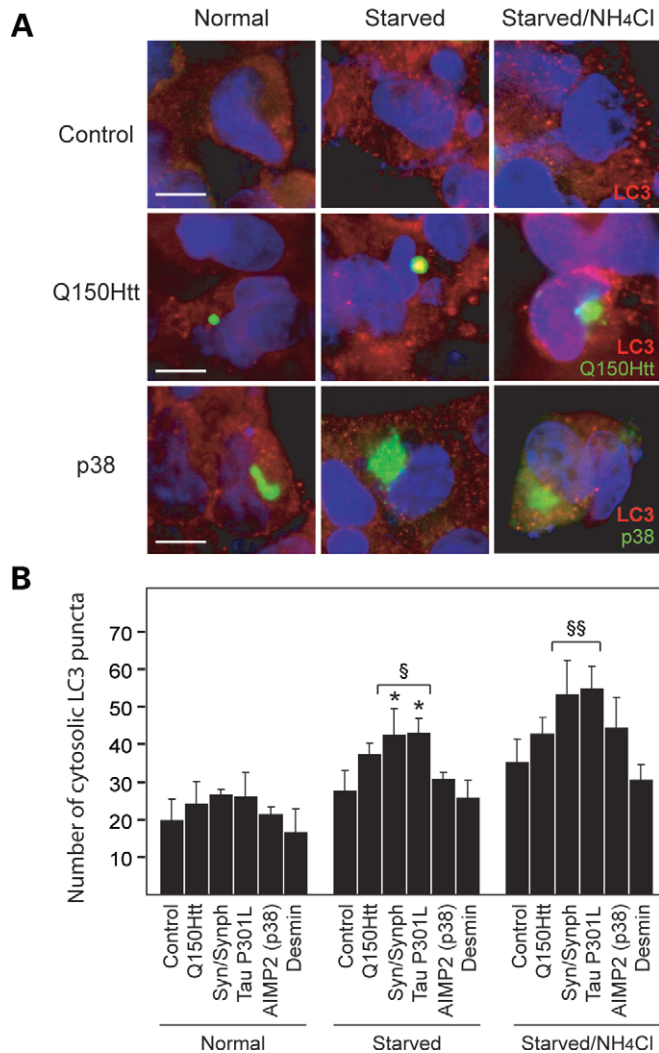 A
Normal
Starved
Starved/NH4Cl
Control
LC3
Q150Htt
LC3
Q150Htt
p38
LC3
p38
B
Number of cytosolic LC3 puncta
70
60
50
40
30
20
10
§
* *
§§
Control
Q150Htt
Syn/Synph
Tau P301L
AIMP2 (p38)
Desmin
Control
Q150Htt
Syn/Synph
Tau P301L
AIMP2 (p38)
Desmin
Control
Q150Htt
Syn/Synph
Tau P301L
AIMP2 (p38)
Desmin
Normal
Starved
Starved/NH4Cl